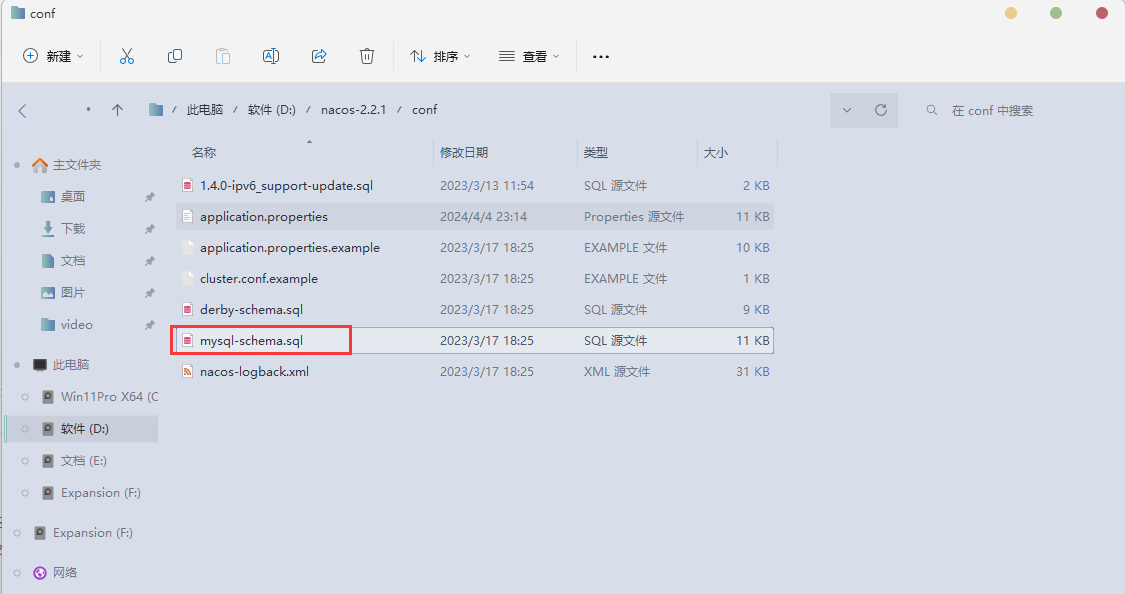 conf
新建
排序
查看
此电脑 / 软件 (D:) / nacos-2.2.1 / conf
在 conf 中搜索
名称 修改日期 类型 大小
1.4.0-ipv6_support-update.sql 2023/3/13 11:54 SQL 源文件 2 KB
application.properties 2024/4/4 23:14 Properties 源文件 11 KB
application.properties.example 2023/3/17 18:25 EXAMPLE 文件 10 KB
cluster.conf.example 2023/3/17 18:25 EXAMPLE 文件 1 KB
derby-schema.sql 2023/3/17 18:25 SQL 源文件 9 KB
mysql-schema.sql 2023/3/17 18:25 SQL 源文件 11 KB
nacos-logback.xml 2023/3/17 18:25 XML 源文件 31 KB
主文件夹
桌面
下载
文档
图片
video
此电脑
Win11Pro X64 (C
软件 (D:)
文档 (E:)
Expansion (F:)
Expansion (F:)
网络